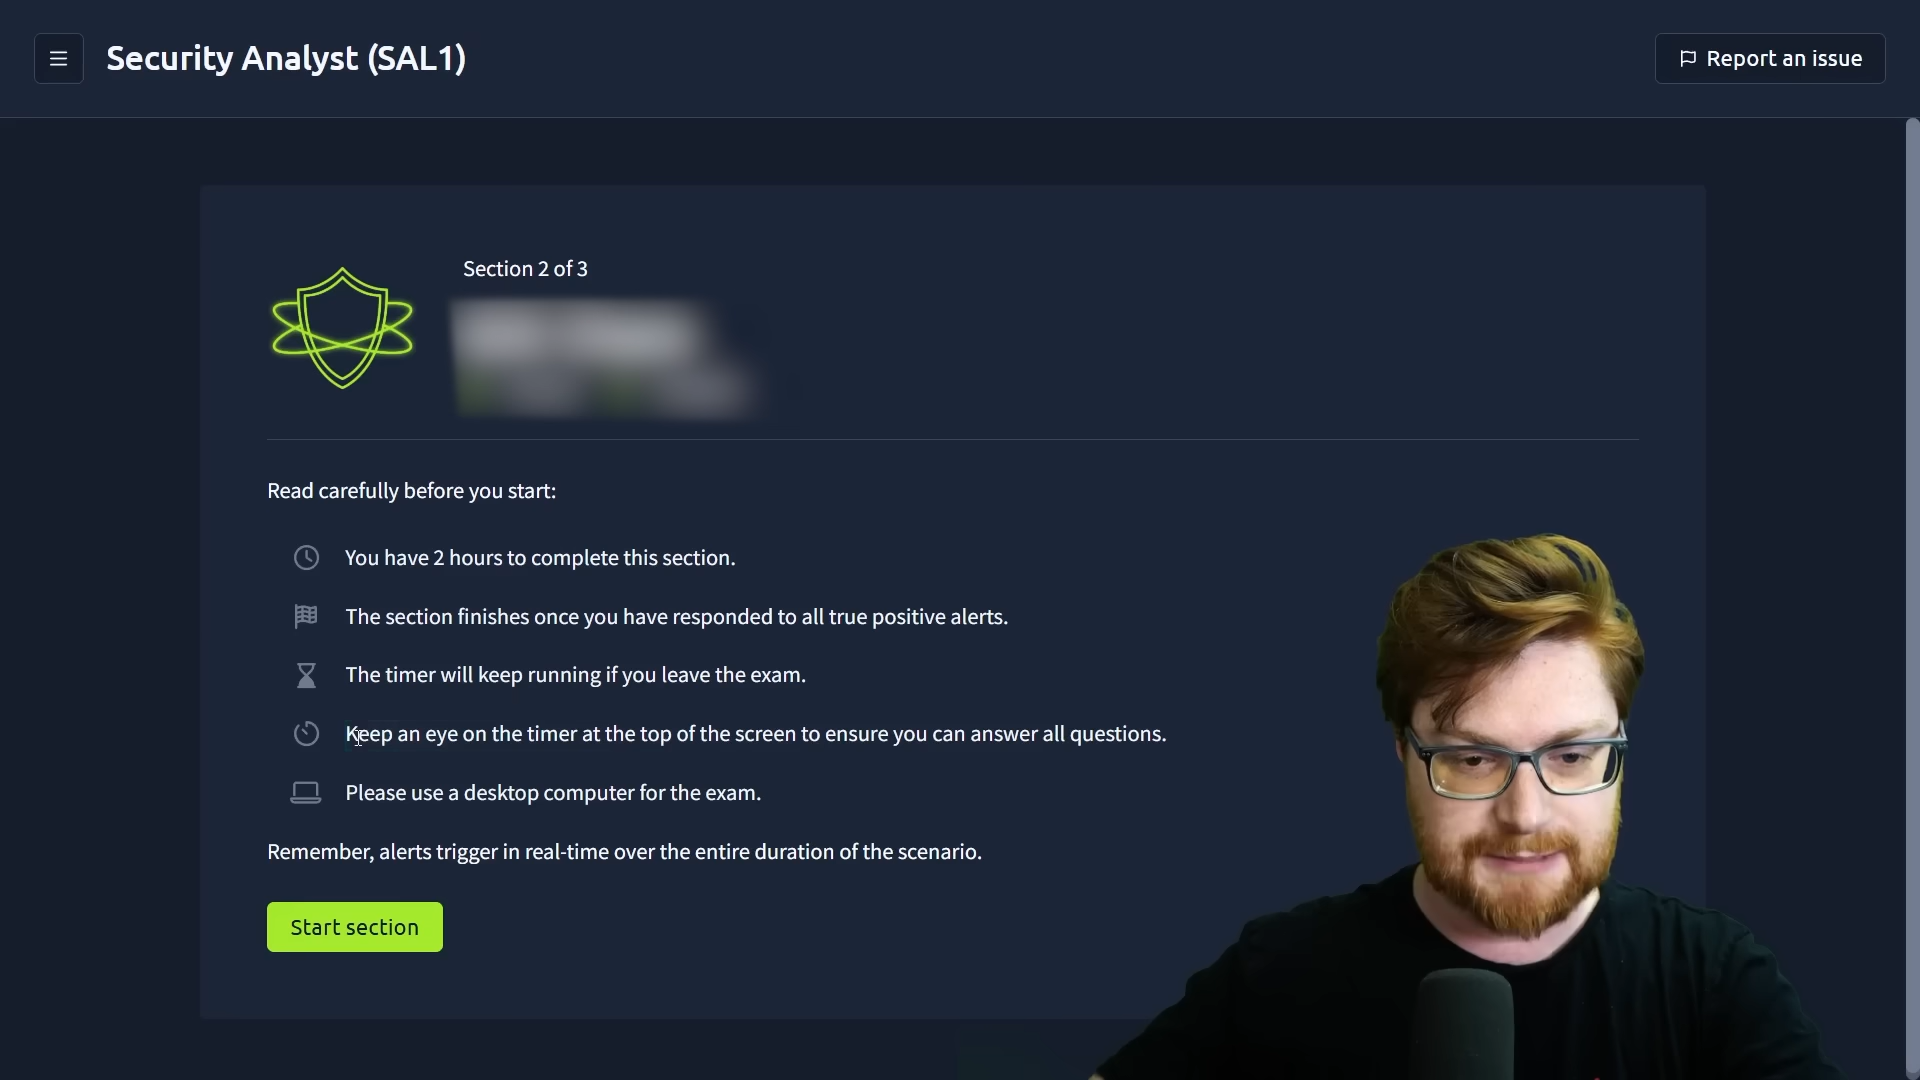 Security Analyst (SAL1)
Report an issue
Section 2 of 3
Read carefully before you start:
You have 2 hours to complete this section.
The section finishes once you have responded to all true positive alerts.
The timer will keep running if you leave the exam.
Keep an eye on the timer at the top of the screen to ensure you can answer all questions.
Please use a desktop computer for the exam.
Remember, alerts trigger in real-time over the entire duration of the scenario.
Start section